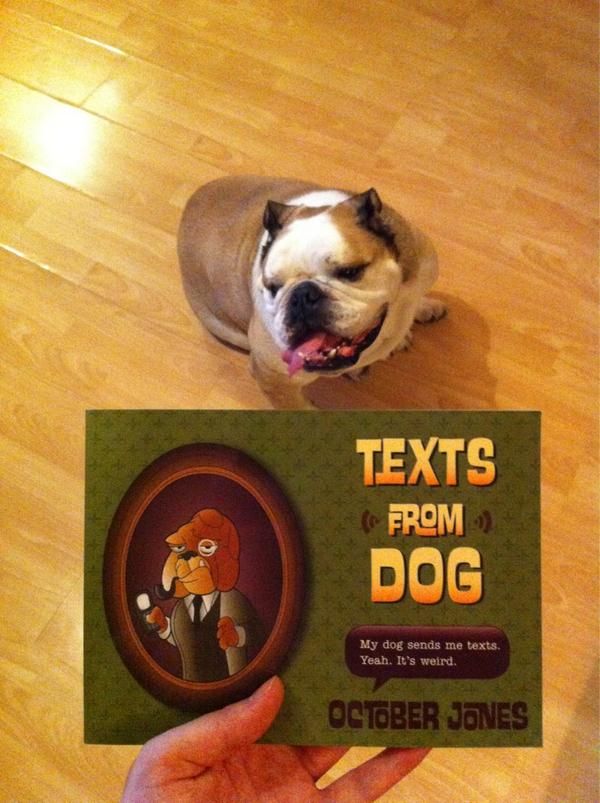 TEXTS
FROM
DOG
My dog sends me texts.
Yeah. It's weird.
OCTOBER JONES